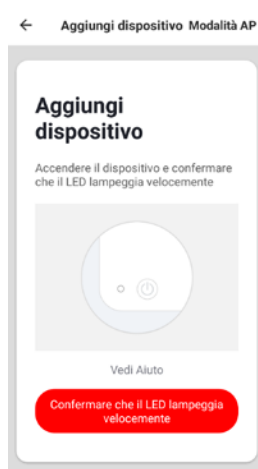 Aggiungi dispositivo Modalità AP
Aggiungi
dispositivo
Accendere il dispositivo e confermare
che il LED lampeggia velocemente
Vedi Aiuto
Confermare che il LED lampeggia
velocemente